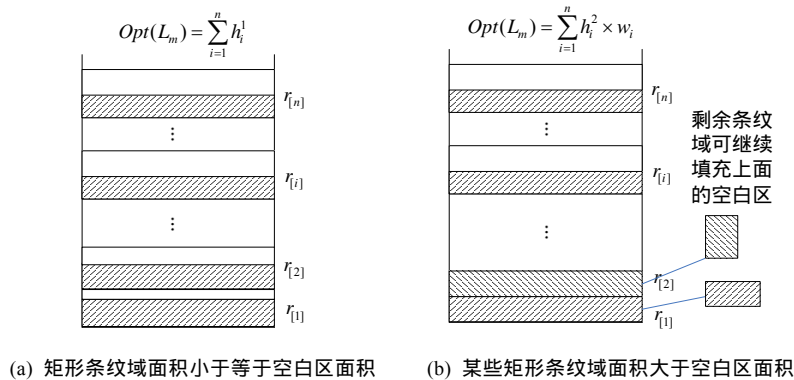 Opt(L_m) = \sum_{i=1}^{n} h_i^1
r_{[n]}
⋮
r_{[i]}
⋮
r_{[2]}
r_{[1]}
(a) 矩形条纹域面积小于等于空白区面积
Opt(L_m) = \sum_{i=1}^{n} h_i^2 × w_i
r_{[n]}
⋮
r_{[i]}
⋮
r_{[2]}
r_{[1]}
剩余条纹
域可继续
填充上面
的空白区
(b) 某些矩形条纹域面积大于空白区面积